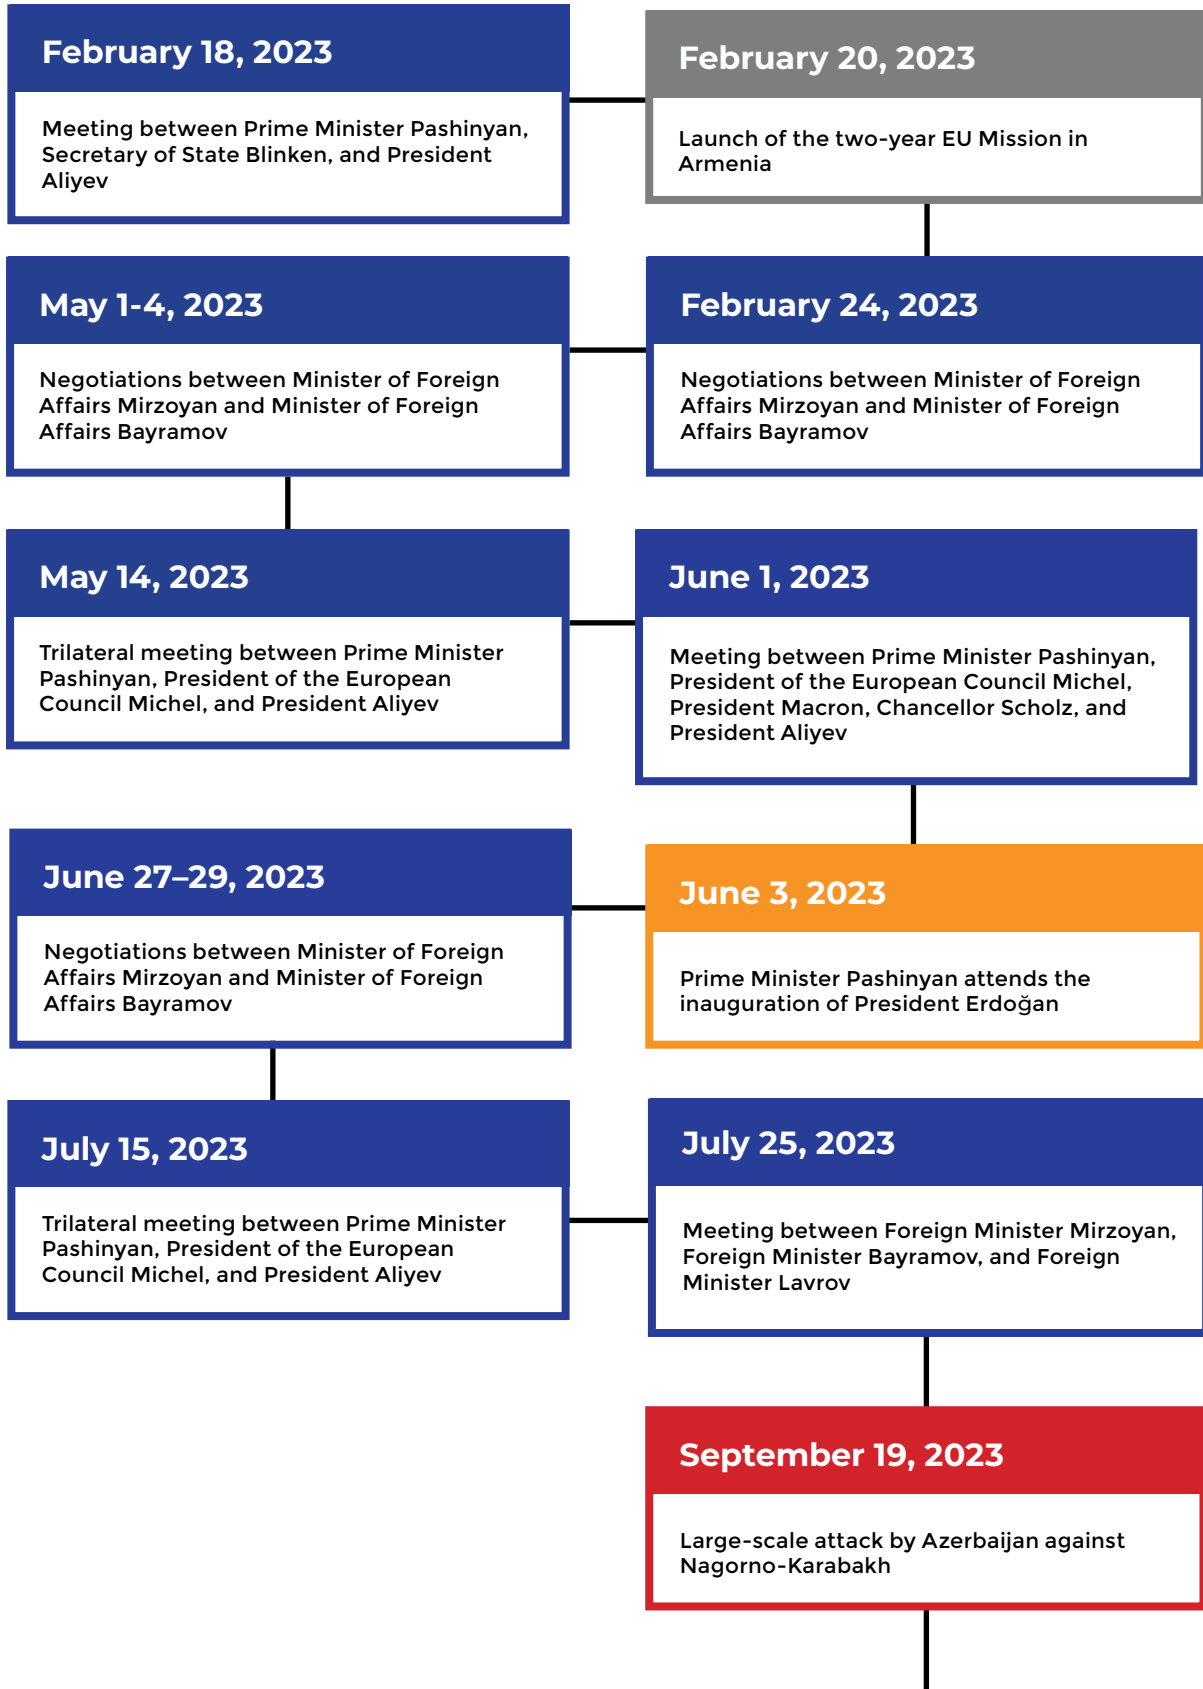 February 18, 2023
Meeting between Prime Minister Pashinyan,
Secretary of State Blinken, and President
Aliyev
February 20, 2023
Launch of the two-year EU Mission in
Armenia
February 24, 2023
Negotiations between Minister of Foreign
Affairs Mirzoyan and Minister of Foreign
Affairs Bayramov
May 1-4, 2023
Negotiations between Minister of Foreign
Affairs Mirzoyan and Minister of Foreign
Affairs Bayramov
May 14, 2023
Trilateral meeting between Prime Minister
Pashinyan, President of the European
Council Michel, and President Aliyev
June 1, 2023
Meeting between Prime Minister Pashinyan,
President of the European Council Michel,
President Macron, Chancellor Scholz, and
President Aliyev
June 3, 2023
Prime Minister Pashinyan attends the
inauguration of President Erdoğan
June 27–29, 2023
Negotiations between Minister of Foreign
Affairs Mirzoyan and Minister of Foreign
Affairs Bayramov
July 15, 2023
Trilateral meeting between Prime Minister
Pashinyan, President of the European
Council Michel, and President Aliyev
July 25, 2023
Meeting between Foreign Minister Mirzoyan,
Foreign Minister Bayramov, and Foreign
Minister Lavrov
September 19, 2023
Large-scale attack by Azerbaijan against
Nagorno-Karabakh